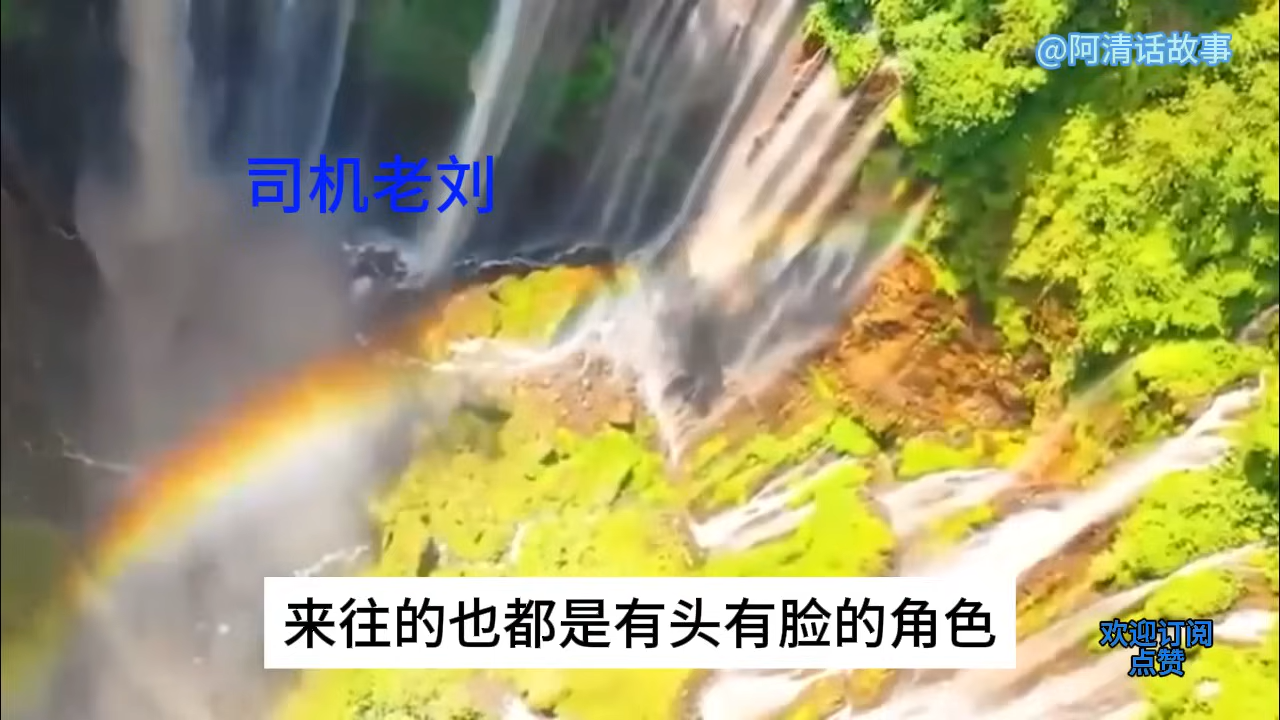 @阿清话故事
司机老刘
来往的也都是有头有脸的角色
欢迎订阅
点赞